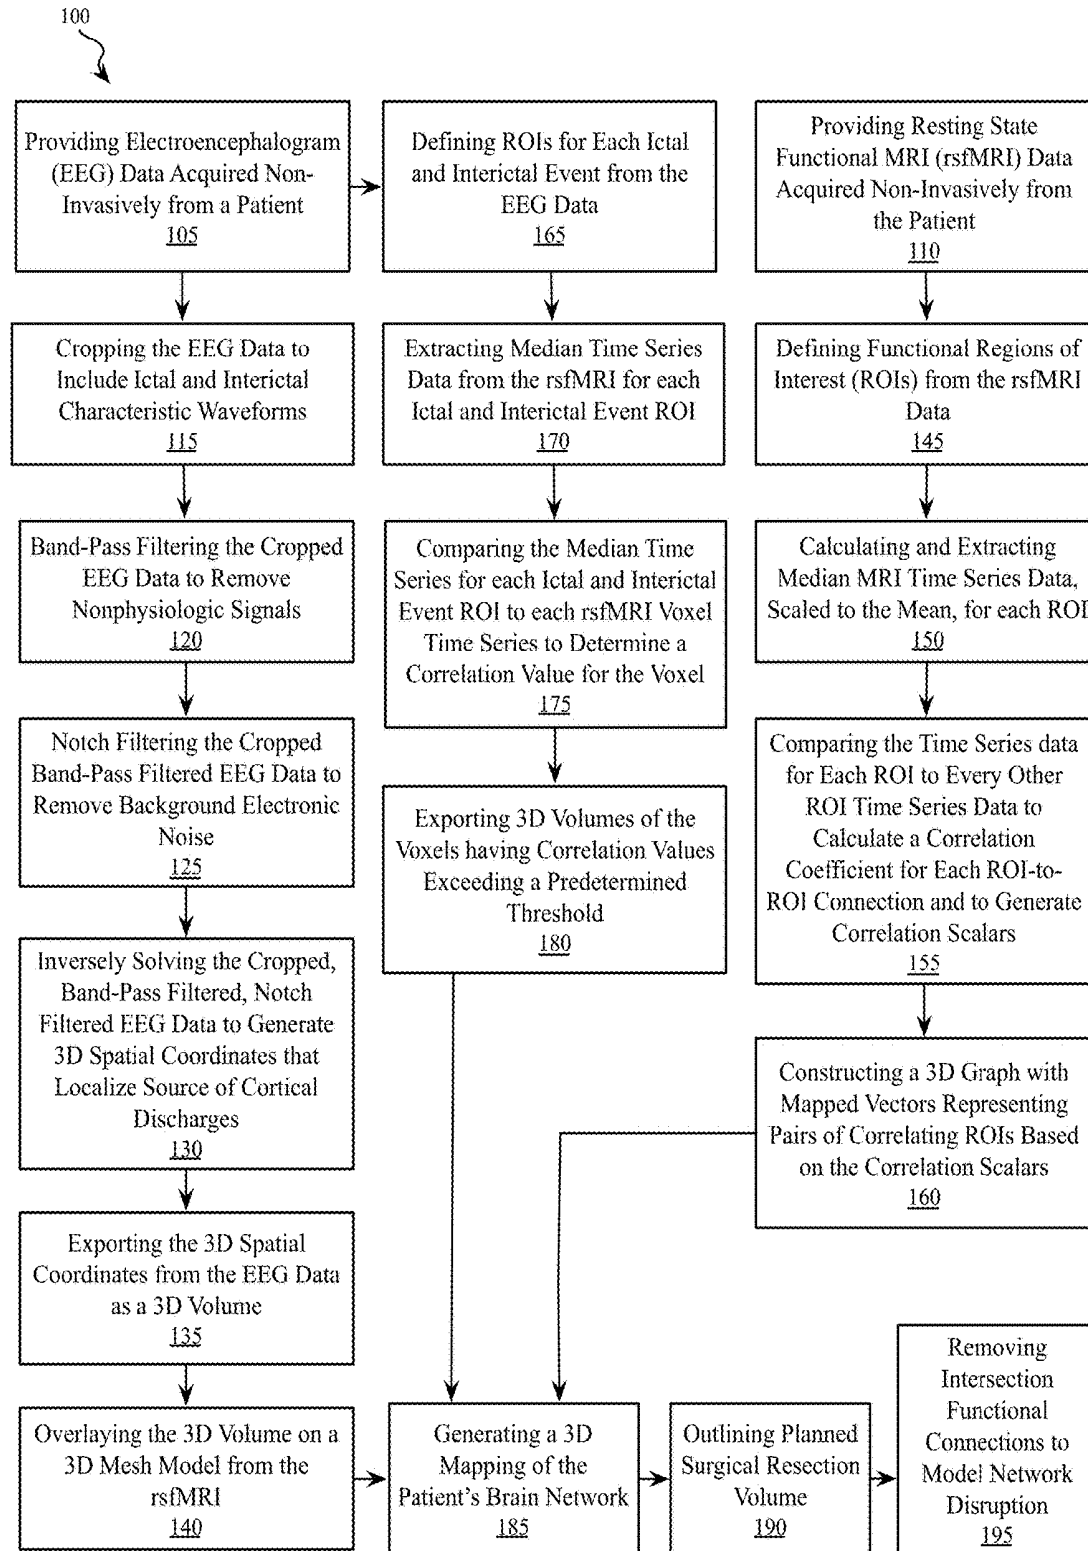 100
Providing Electroencephalogram
(EEG) Data Acquired Non-
Invasively from a Patient
105
Cropping the EEG Data to
Include Ictal and Interictal
Characteristic Waveforms
115
Band-Pass Filtering the Cropped
EEG Data to Remove
Nonphysiologic Signals
120
Notch Filtering the Cropped
Band-Pass Filtered EEG Data to
Remove Background Electronic
Noise
125
Inversely Solving the Cropped,
Band-Pass Filtered, Notch
Filtered EEG Data to Generate
3D Spatial Coordinates that
Localize Source of Cortical
Discharges
130
Exporting the 3D Spatial
Coordinates from the EEG Data
as a 3D Volume
135
Overlaying the 3D Volume on a
3D Mesh Model from the
rsfMRI
140
Defining ROIs for Each Ictal
and Interictal Event from the
EEG Data
165
Extracting Median Time Series
Data from the rsfMRI for each
Ictal and Interictal Event ROI
170
Comparing the Median Time
Series for each Ictal and Interictal
Event ROI to each rsfMRI Voxel
Time Series to Determine a
Correlation Value for the Voxel
175
Exporting 3D Volumes of the
Voxels having Correlation Values
Exceeding a Predetermined
Threshold
180
Providing Resting State
Functional MRI (rsfMRI) Data
Acquired Non-Invasively from
the Patient
110
Defining Functional Regions of
Interest (ROIs) from the rsfMRI
Data
145
Calculating and Extracting
Median MRI Time Series Data,
Scaled to the Mean, for each ROI
150
Comparing the Time Series data
for Each ROI to Every Other
ROI Time Series Data to
Calculate a Correlation
Coefficient for Each ROI-to-
ROI Connection and to Generate
Correlation Scalars
155
Constructing a 3D Graph with
Mapped Vectors Representing
Pairs of Correlating ROIs Based
on the Correlation Scalars
160
Generating a 3D
Mapping of the
Patient's Brain Network
185
Outlining Planned
Surgical Resection
Volume
190
Removing
Intersection
Functional
Connections to
Model Network
Disruption
195